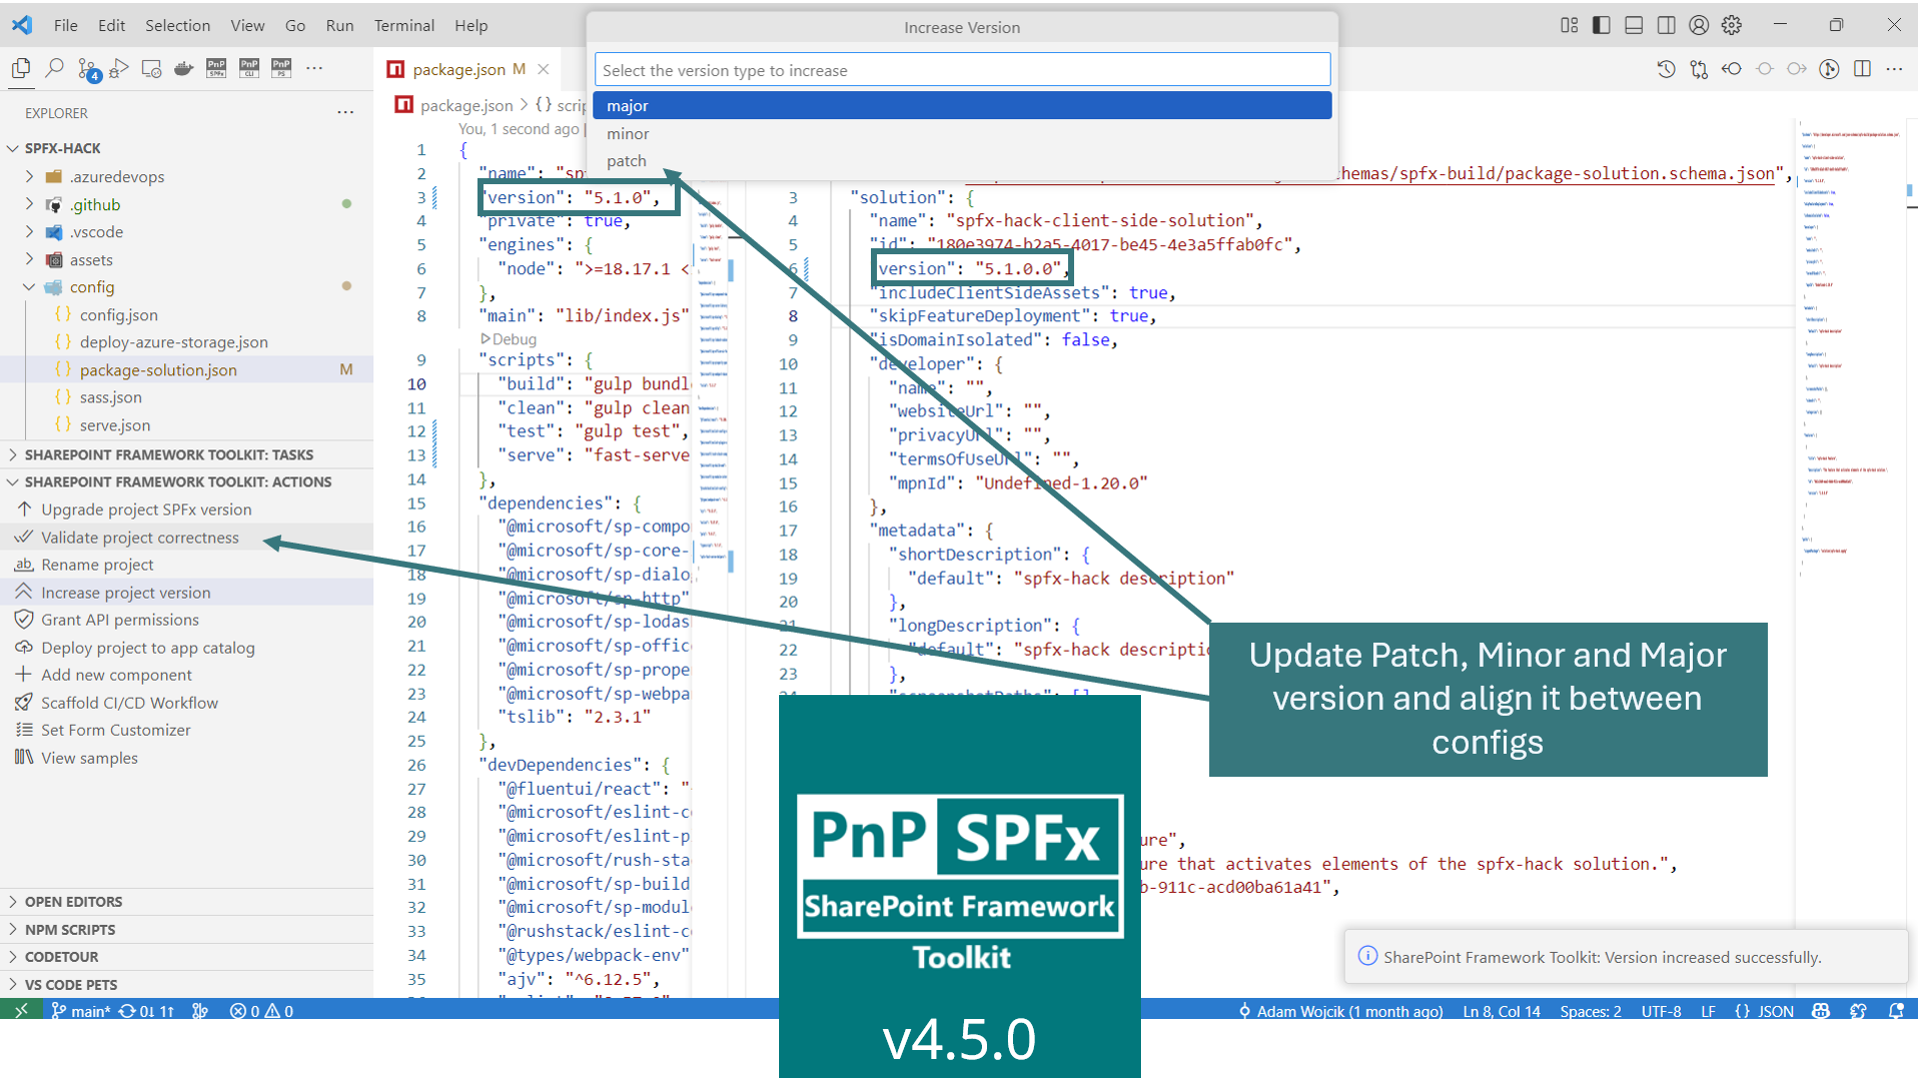 File Edit Selection View Go Run Terminal Help
Increase Version
Select the version type to increase
major
minor
patch
4
PnP SPFx
PnP CLI
PnP PS
EXPLORER
SPFX-HACK
.azuredevops
.github
.vscode
assets
config
config.json
deploy-azure-storage.json
package-solution.json M
sass.json
serve.json
SHAREPOINT FRAMEWORK TOOLKIT: TASKS
SHAREPOINT FRAMEWORK TOOLKIT: ACTIONS
Upgrade project SPFx version
Validate project correctness
Rename project
Increase project version
Grant API permissions
Deploy project to app catalog
Add new component
Scaffold CI/CD Workflow
Set Form Customizer
View samples
OPEN EDITORS
NPM SCRIPTS
CODETOUR
VS CODE PETS
package.json M
package.json > {} scrip
You, 1 second ago |
1 {
2 "name": "sp
3 "version": "5.1.0",
4 "private": true,
5 "engines": {
6 "node": ">=18.17.1 <
7 },
8 "main": "lib/index.js"
Debug
9 "scripts": {
10 "build": "gulp bundl
11 "clean": "gulp clean
12 "test": "gulp test",
13 "serve": "fast-serve
14 },
15 "dependencies": {
16 "@microsoft/sp-compo
17 "@microsoft/sp-core-
18 "@microsoft/sp-dialo
19 "@microsoft/sp-http"
20 "@microsoft/sp-lodas
21 "@microsoft/sp-offic
22 "@microsoft/sp-prope
23 "@microsoft/sp-webpa
24 "tslib": "2.3.1"
25 },
26 "devDependencies": {
27 "@fluentui/react": "
28 "@microsoft/eslint-c
29 "@microsoft/eslint-p
30 "@microsoft/rush-sta
31 "@microsoft/sp-build
32 "@microsoft/sp-modul
33 "@rushstack/eslint-c
34 "@types/webpack-env"
35 "ajv": "^6.12.5",
hemas/spfx-build/package-solution.schema.json",
3 "solution": {
4 "name": "spfx-hack-client-side-solution",
5 "id": "180e3974-b2a5-4017-be45-4e3a5ffab0fc",
6 version": "5.1.0.0",
7 "includeClientSideAssets": true,
8 "skipFeatureDeployment": true,
9 "isDomainIsolated": false,
10 "developer": {
11 "name": "",
12 "websiteUrl": "",
13 "privacyUrl": "",
14 "termsOfUseUrl": "",
15 "mpnId": "Undefined-1.20.0"
16 },
17 "metadata": {
18 "shortDescription": {
19 "default": "spfx-hack description"
20 },
21 "longDescription": {
22 "default": "spfx-hack descriptio
23 },
24 "screenshotPaths": []
ure",
ure that activates elements of the spfx-hack solution.",
b-911c-acd00ba61a41",
Update Patch, Minor and Major
version and align it between
configs
PnP SPFx
SharePoint Framework
Toolkit
v4.5.0
SharePoint Framework Toolkit: Version increased successfully.
main* 0↓ 1↑ 0 0
Adam Wojcik (1 month ago) Ln 8, Col 14 Spaces: 2 UTF-8 LF {} JSON